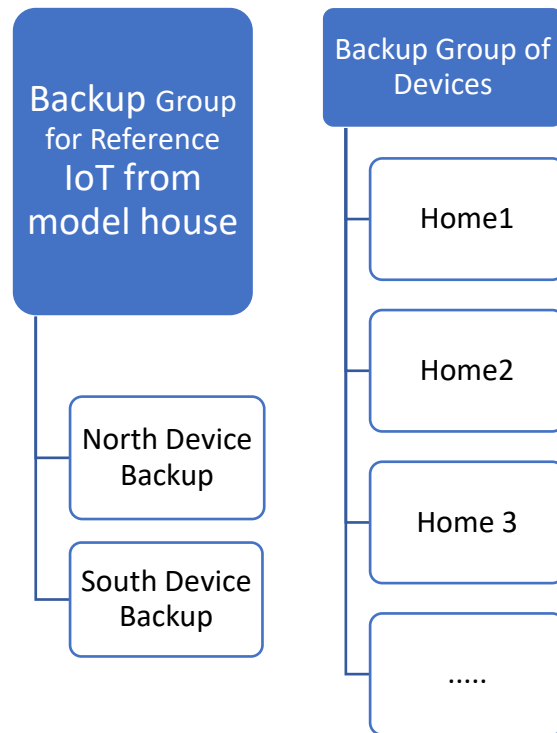 Backup Group
for Reference
IoT from
model house
North Device
Backup
South Device
Backup
Backup Group of
Devices
Home1
Home2
Home 3
.....